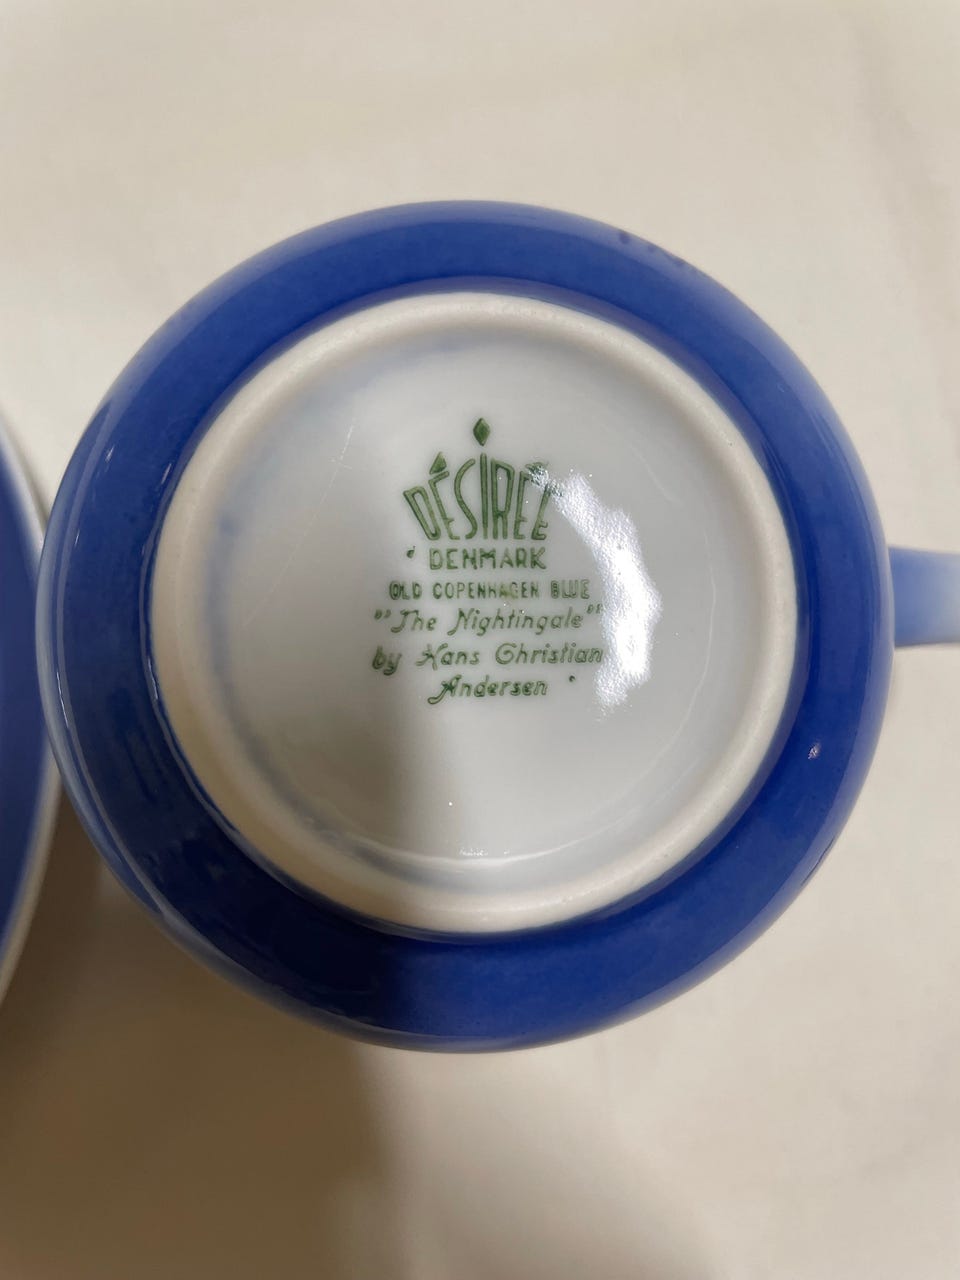 DÉSIRÉE
DENMARK
OLD COPENHAGEN BLUE
"The Nightingale"
by Hans Christian
Andersen